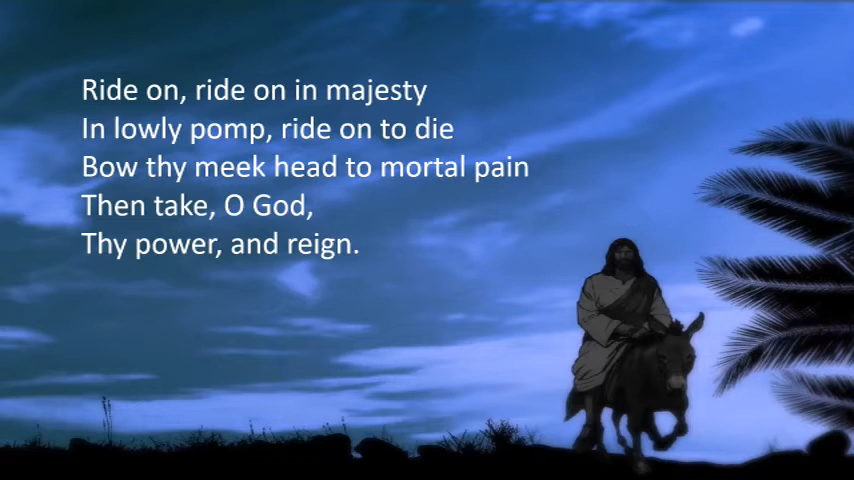 Ride on, ride on in majesty
In lowly pomp, ride on to die
Bow thy meek head to mortal pain
Then take, O God,
Thy power, and reign.